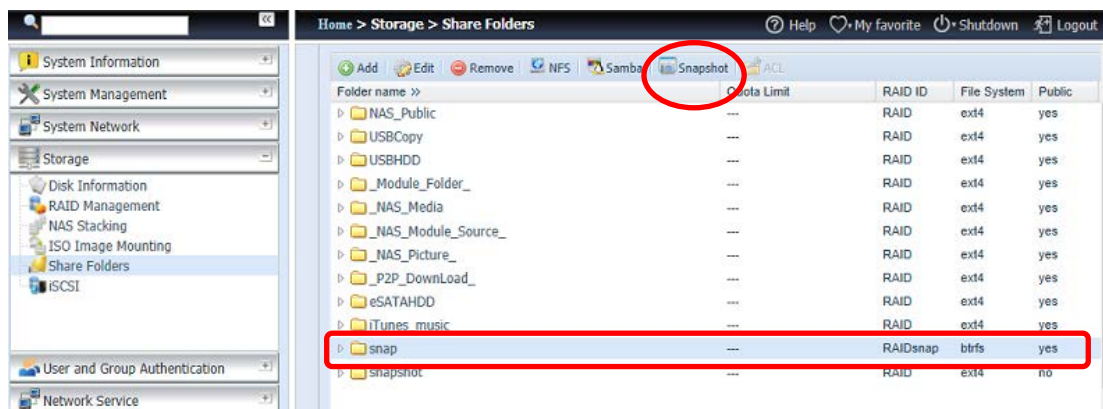 Home > Storage > Share Folders
Help My favorite Shutdown Logout
System Information
System Management
System Network
Storage
Disk Information
RAID Management
NAS Stacking
ISO Image Mounting
Share Folders
iSCSI
User and Group Authentication
Network Service
Add Edit Remove NFS Samba Snapshot ACL
Folder name » Quota Limit RAID ID File System Public
NAS_Public --- RAID ext4 yes
USBCopy --- RAID ext4 yes
USBHDD --- RAID ext4 yes
_Module_Folder_ --- RAID ext4 yes
_NAS_Media --- RAID ext4 yes
_NAS_Module_Source_ --- RAID ext4 yes
_NAS_Picture_ --- RAID ext4 yes
_P2P_DownLoad_ --- RAID ext4 yes
eSATAHDD --- RAID ext4 yes
iTunes_music --- RAID ext4 yes
snap --- RAIDsnap btrfs yes
snapshot --- RAID ext4 no